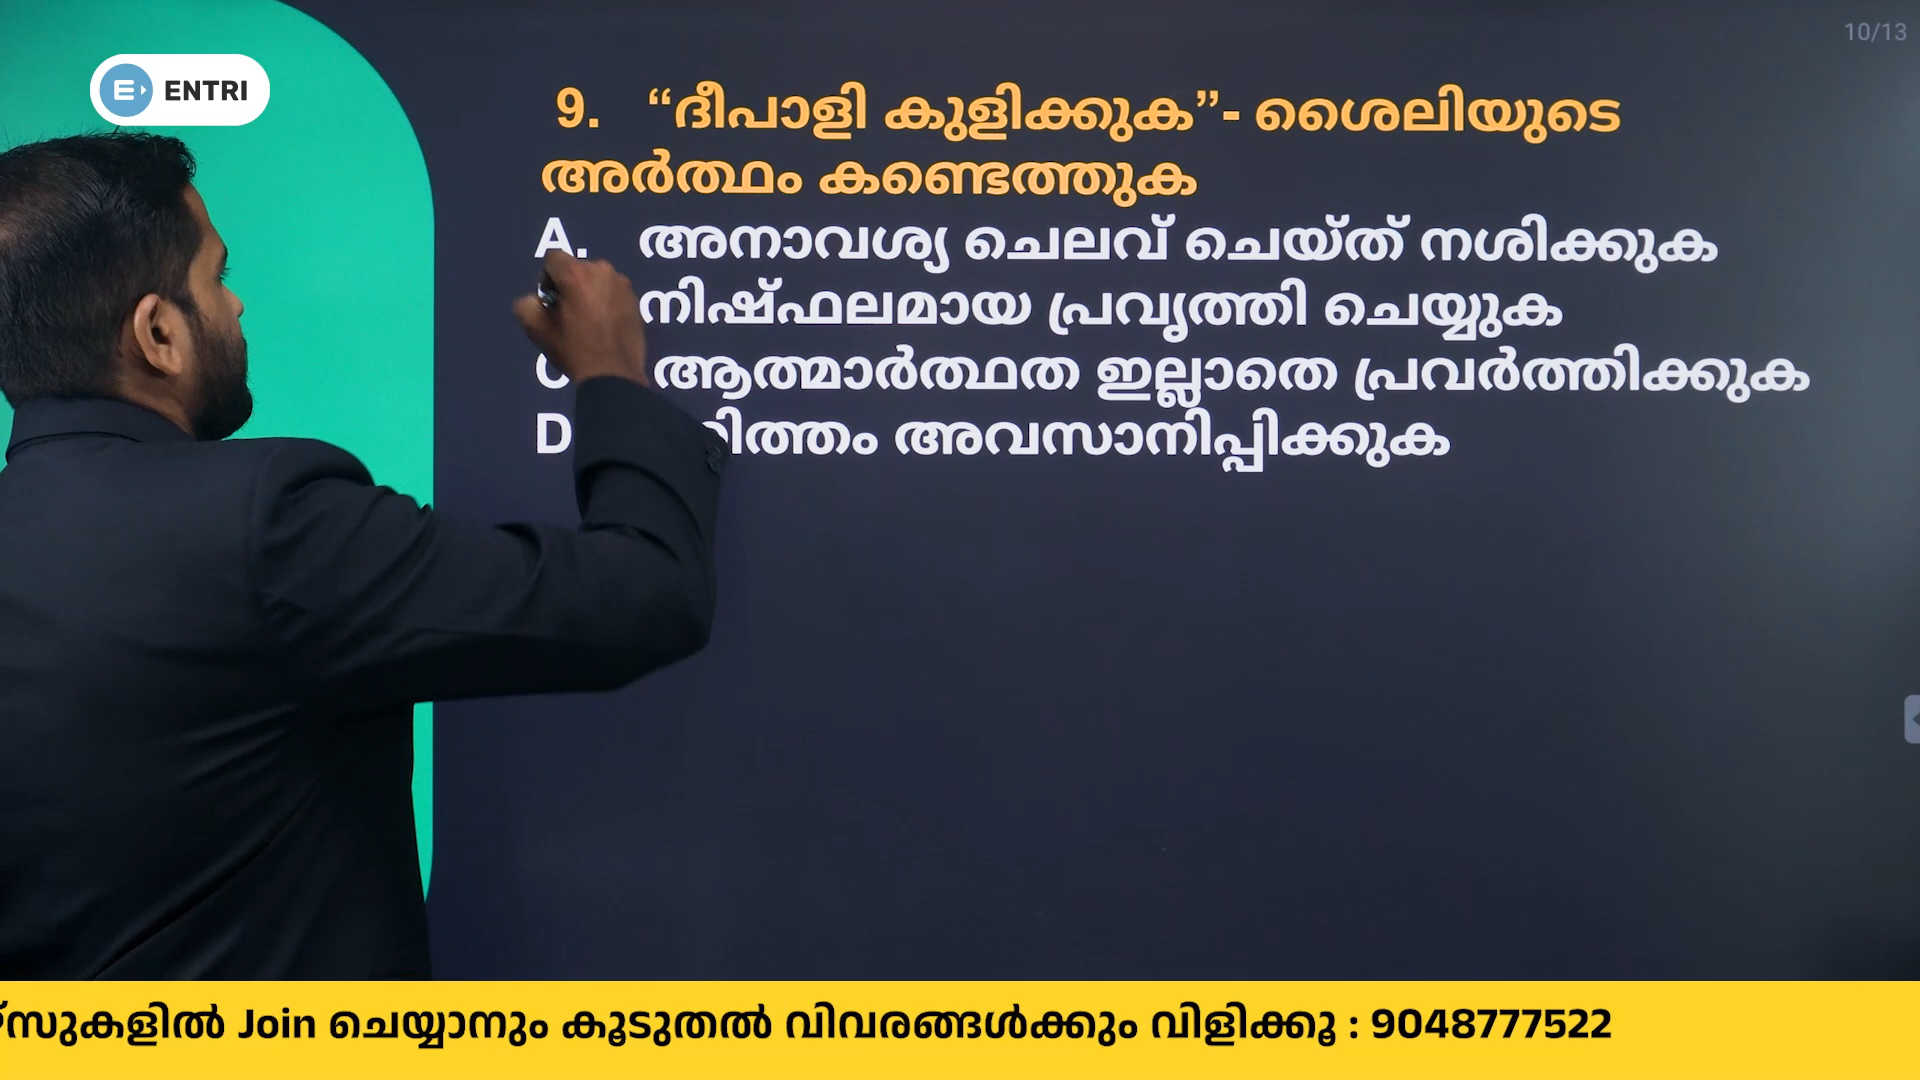 10/13
ENTRI
9. “ദീപാളി കുളിക്കുക”- ശൈലിയുടെ
അർത്ഥം കണ്ടെത്തുക
A. അനാവശ്യ ചെലവ് ചെയ്ത് നശിക്കുക
നിഷ്ഫലമായ പ്രവൃത്തി ചെയ്യുക
C ആത്മാർത്ഥത ഇല്ലാതെ പ്രവർത്തിക്കുക
D അവസാനിപ്പിക്കുക
Join ചെയ്യാനും കൂടുതൽ വിവരങ്ങൾക്കും വിളിക്കൂ : 9048777522